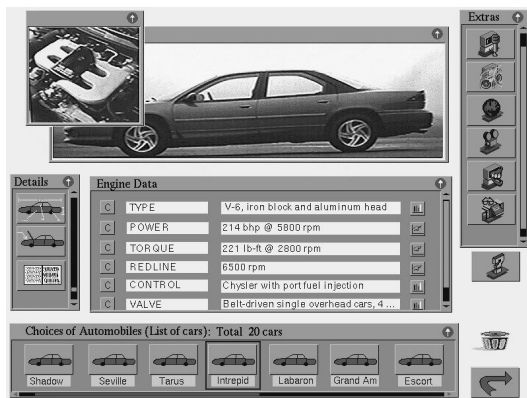 Extras
Details
Engine Data
C TYPE V-6, iron block and aluminum head
C POWER 214 bhp @ 5800 rpm
C TORQUE 221 lb-ft @ 2800 rpm
C REDLINE 6500 rpm
C CONTROL Chysler with port fuel injection
C VALVE Belt-driven single overhead cars, 4 ...
Choices of Automobiles (List of cars): Total 20 cars
Shadow Seville Tarus Intrepid Labaron Grand Am Escort